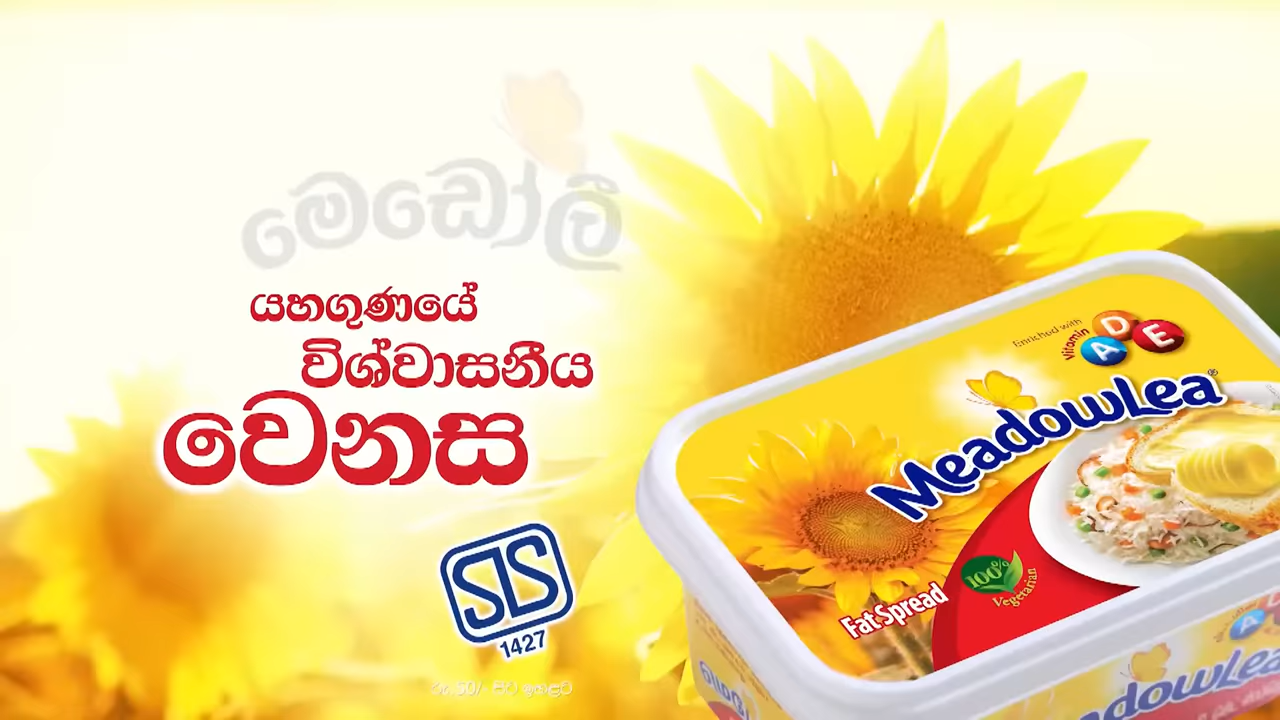 මෙඩෝලී
යහගුණයේ
විශ්වාසනීය
වෙනස
SLS
1427
Enriched with
Vitamin
A D E
MeadowLea®
100%
Vegetarian
Fat Spread
MeadowLea